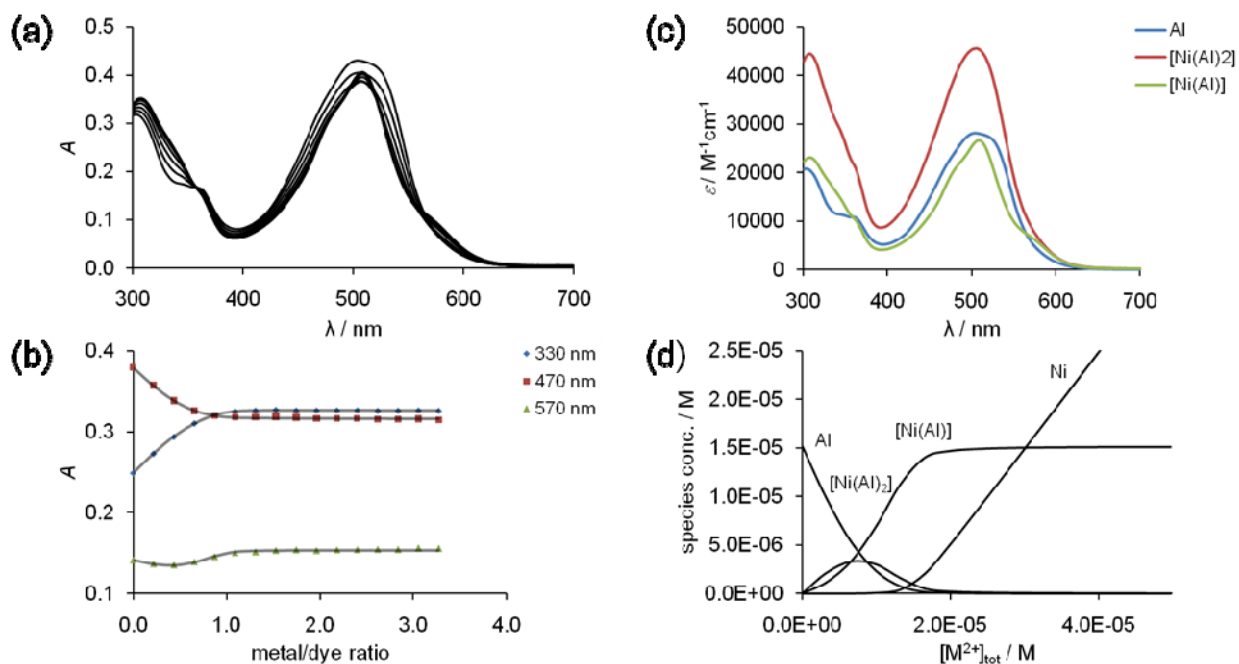 (a)
0.5
0.4
0.3
0.2
0.1
0.0
A
300 400 500 600 700
λ / nm
(b)
0.4
0.3
0.2
0.1
A
330 nm
470 nm
570 nm
0.0 1.0 2.0 3.0 4.0
metal/dye ratio
(c)
50000
40000
30000
20000
10000
0
ε / M⁻¹cm⁻¹
Al
[Ni(Al)2]
[Ni(Al)]
300 400 500 600 700
λ / nm
(d)
2.5E-05
2.0E-05
1.5E-05
1.0E-05
5.0E-06
0.0E+00
species conc. / M
Ni
[Ni(Al)]
Al
[Ni(Al)₂]
0.0E+00 2.0E-05 4.0E-05
[M²⁺]tot / M